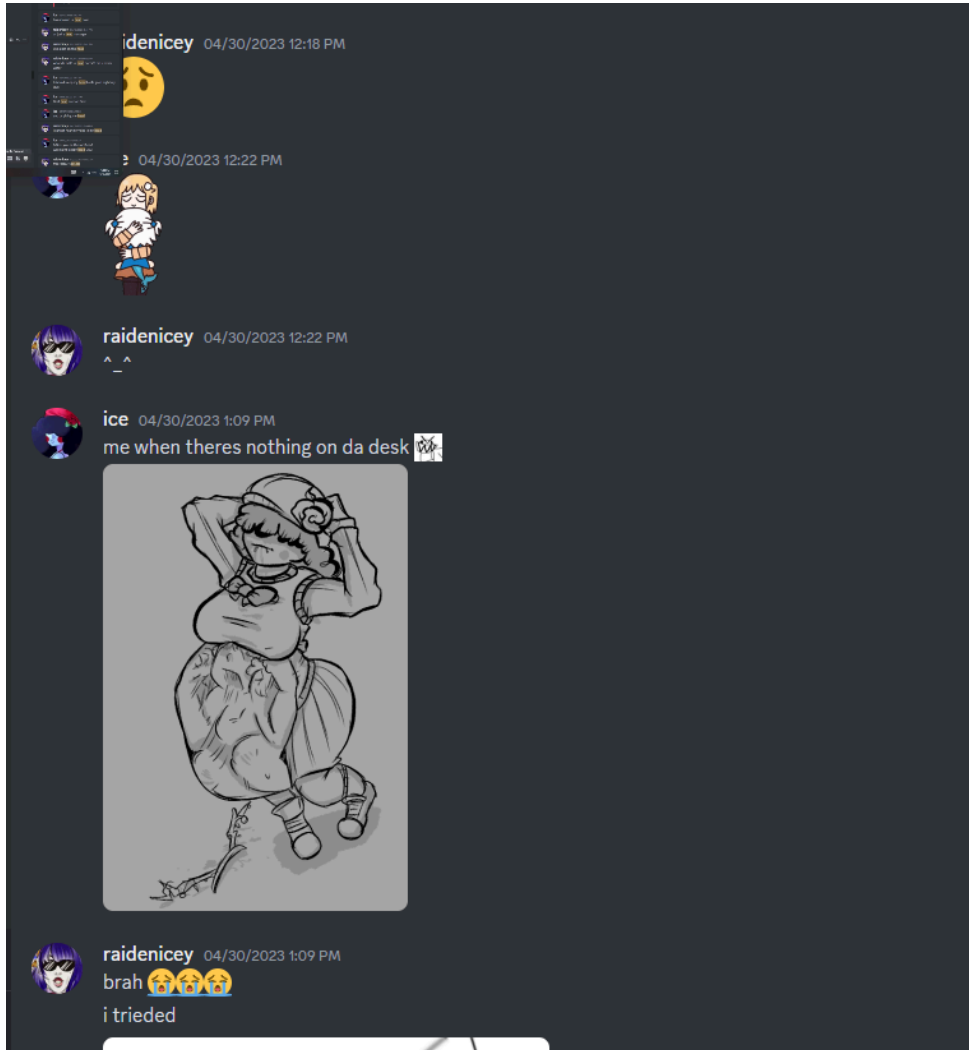 idenicey 04/30/2023 12:18 PM
e 04/30/2023 12:22 PM
raidenicey 04/30/2023 12:22 PM
^_^
ice 04/30/2023 1:09 PM
me when theres nothing on da desk
raidenicey 04/30/2023 1:09 PM
brah
i trieded